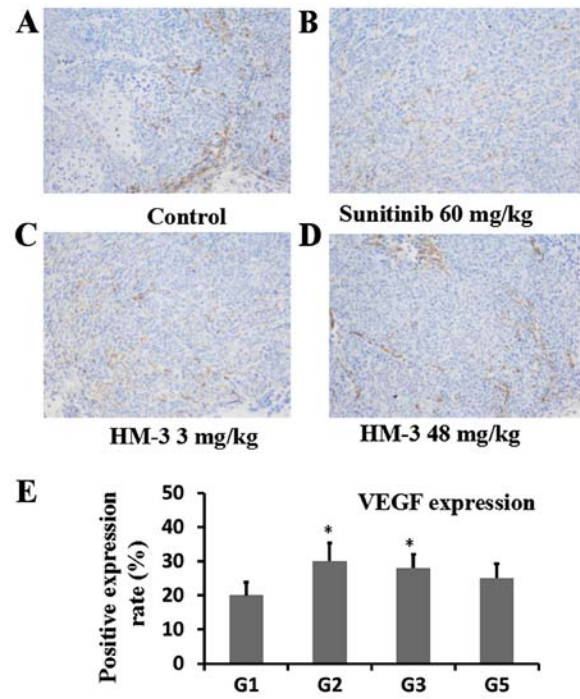 A
B
Control
Sunitinib 60 mg/kg
C
D
HM-3 3 mg/kg
HM-3 48 mg/kg
E
VEGF expression
Positive expression
rate (%)
50
40
30
20
10
0
*
*
G1 G2 G3 G5